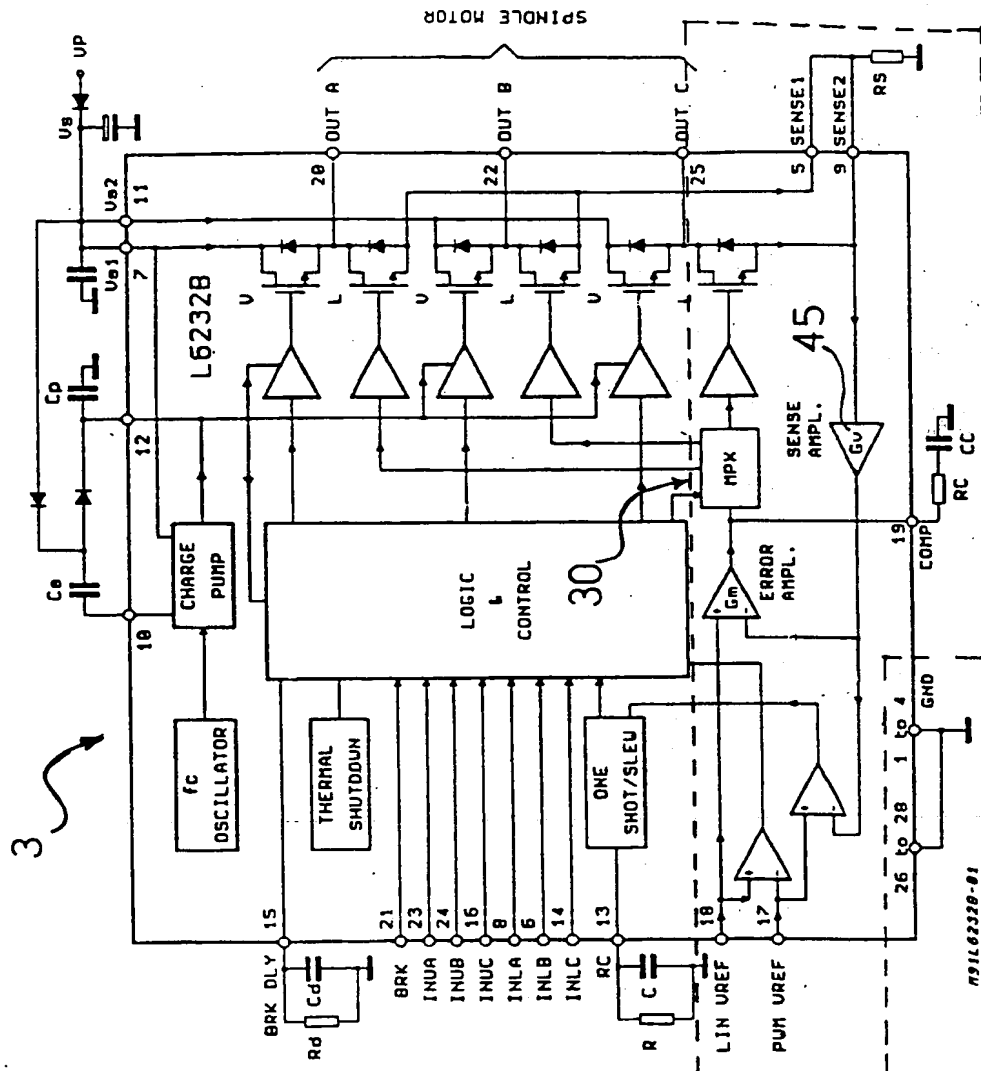 3
fc
OSCILLATOR
CHARGE
PUMP
THERMAL
SHUTDOWN
LOGIC
&
CONTROL
ONE
SHOT/SLEW
30
MPX
Gm
ERROR
AMPL.
SENSE
AMPL.
Gv
45
L6232B
Cs
Cp
Vs
VP
10
12
7
Vs1
11
Vs2
U
L
U
L
U
L
20
OUT A
22
OUT B
25
OUT C
SPINDLE MOTOR
5
SENSE1
9
SENSE2
RS
BRK DLY
15
Rd
Cd
BRK
21
INUA
23
INUB
24
INUC
16
INLA
8
INLB
6
INLC
14
RC
13
R
C
LIN VREF
18
PWM VREF
17
26 to 28
1 to 4
GND
19
COMP
RC
CC
M91L6232B-01